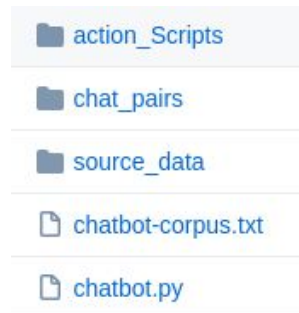 action_Scripts
chat_pairs
source_data
chatbot-corpus.txt
chatbot.py